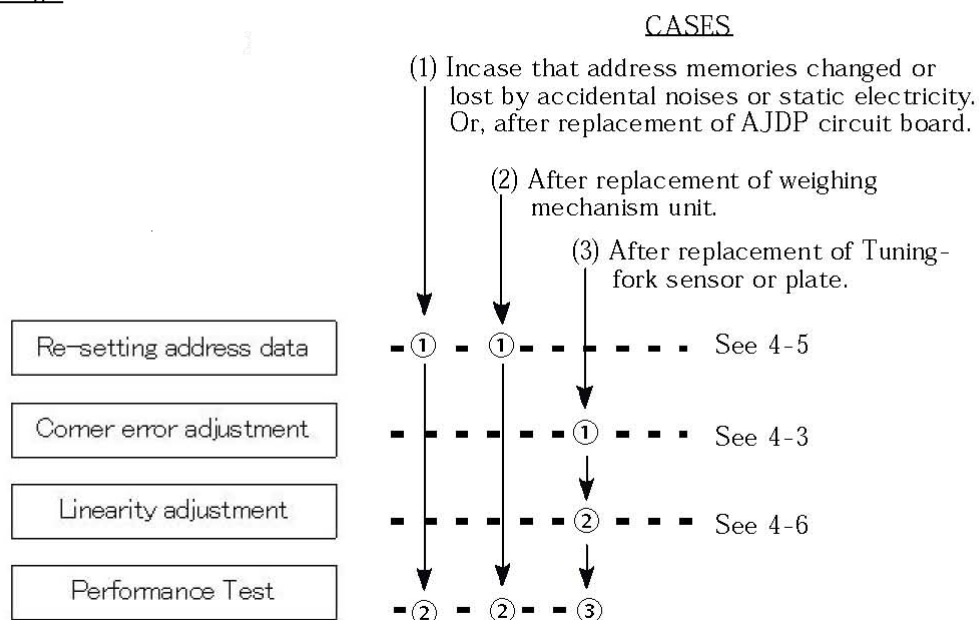 CASES
(1) Incase that address memories changed or
lost by accidental noises or static electricity.
Or, after replacement of AJDP circuit board.
(2) After replacement of weighing
mechanism unit.
(3) After replacement of Tuning-
fork sensor or plate.
Re-setting address data
1 1
See 4-5
Corner error adjustment
1
See 4-3
Linearity adjustment
2
See 4-6
Performance Test
2 2 3